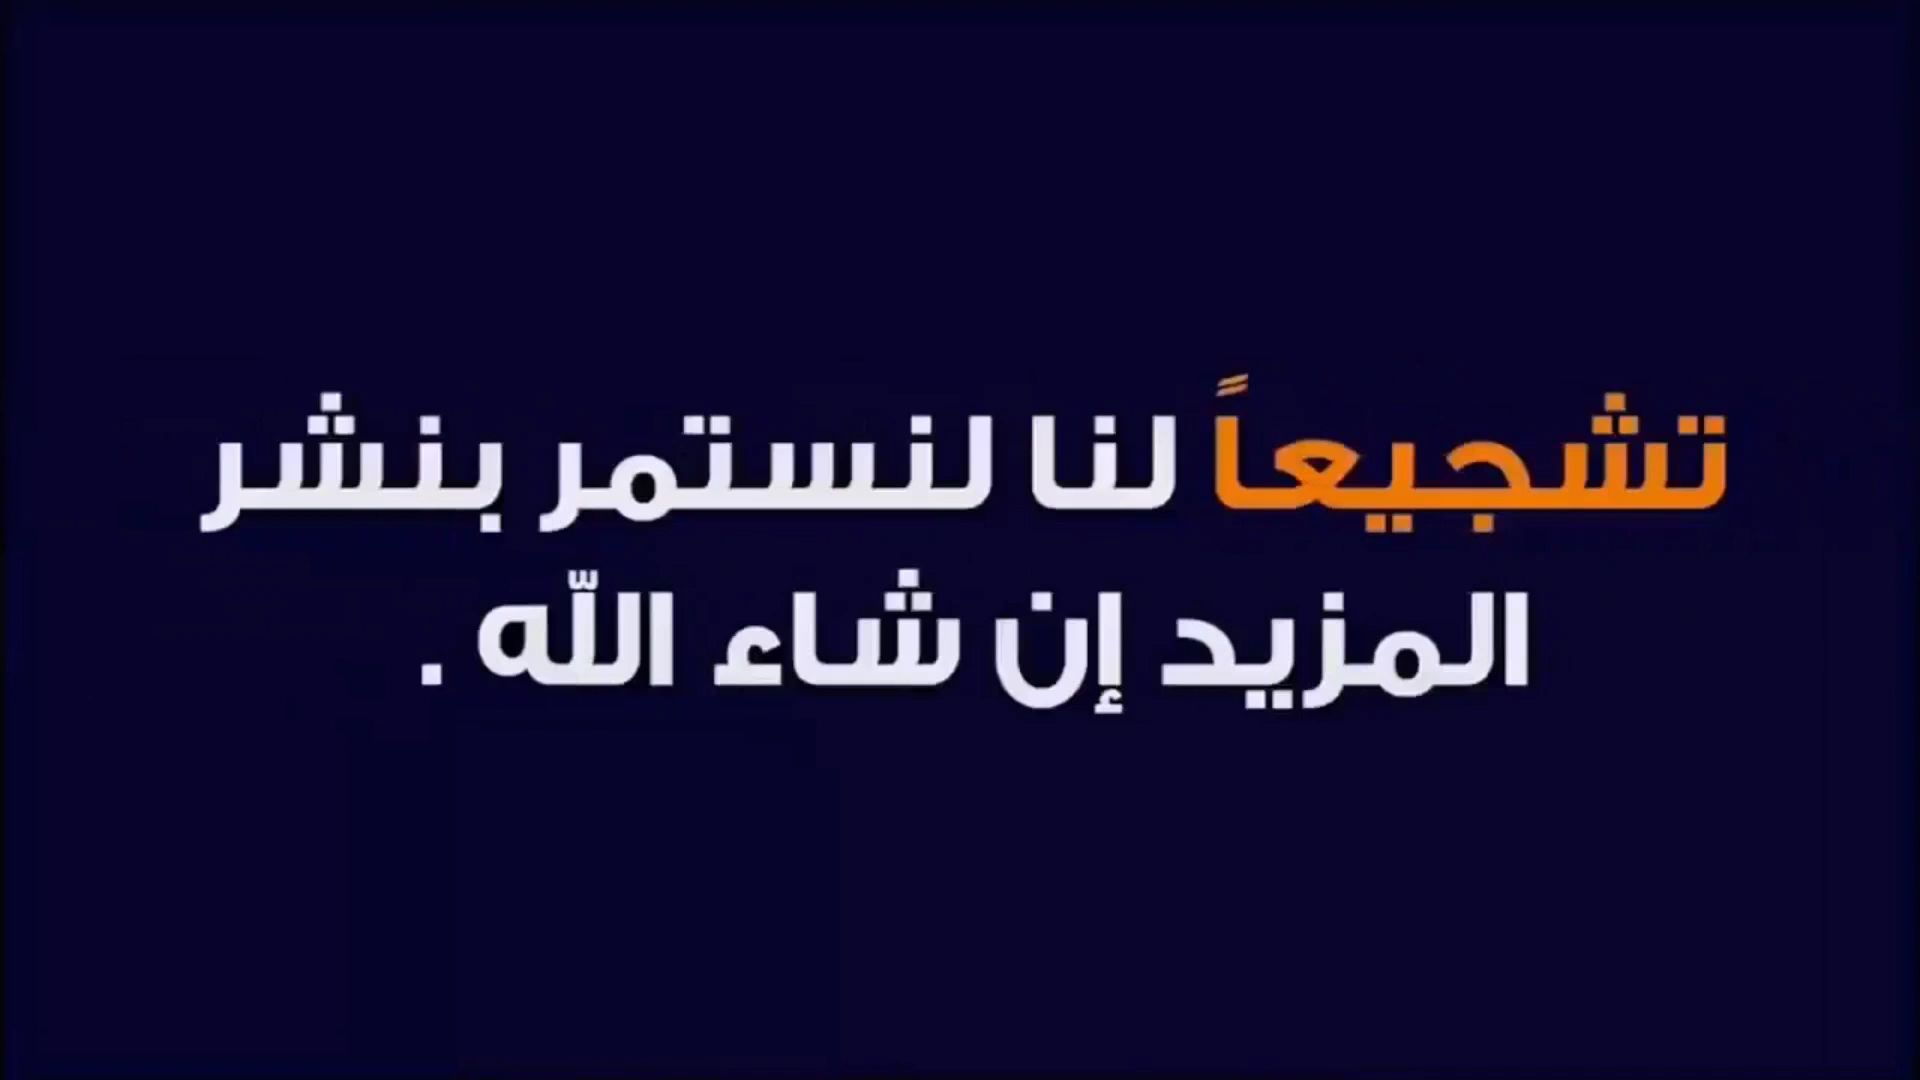 تشجيعاً لنا لنستمر بنشر
المزيد إن شاء اللّه .